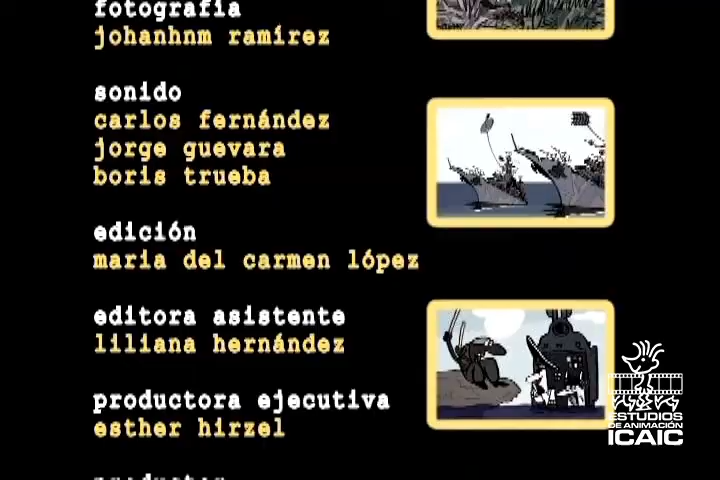 fotografía
johanhnm ramírez
sonido
carlos fernández
jorge guevara
boris trueba
edición
maria del carmen lópez
editora asistente
liliana hernández
productora ejecutiva
esther hirzel
ESTUDIOS
DE ANIMACIÓN
ICAIC